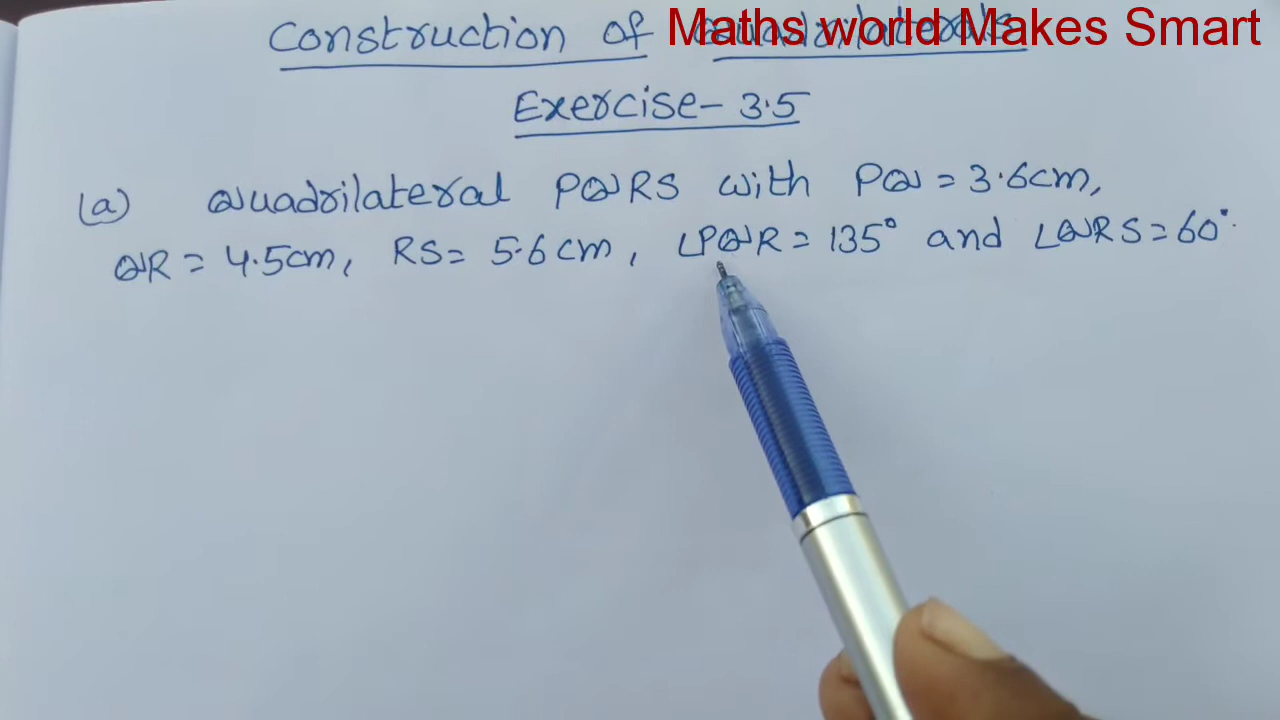 Maths world Makes Smart
Construction of Quadrilaterals
Exercise- 3.5
(a) Quadrilateral PQRS with PQ = 3.6cm,
QR = 4.5cm, RS = 5.6cm, ∠PQR = 135° and ∠QRS = 60°.